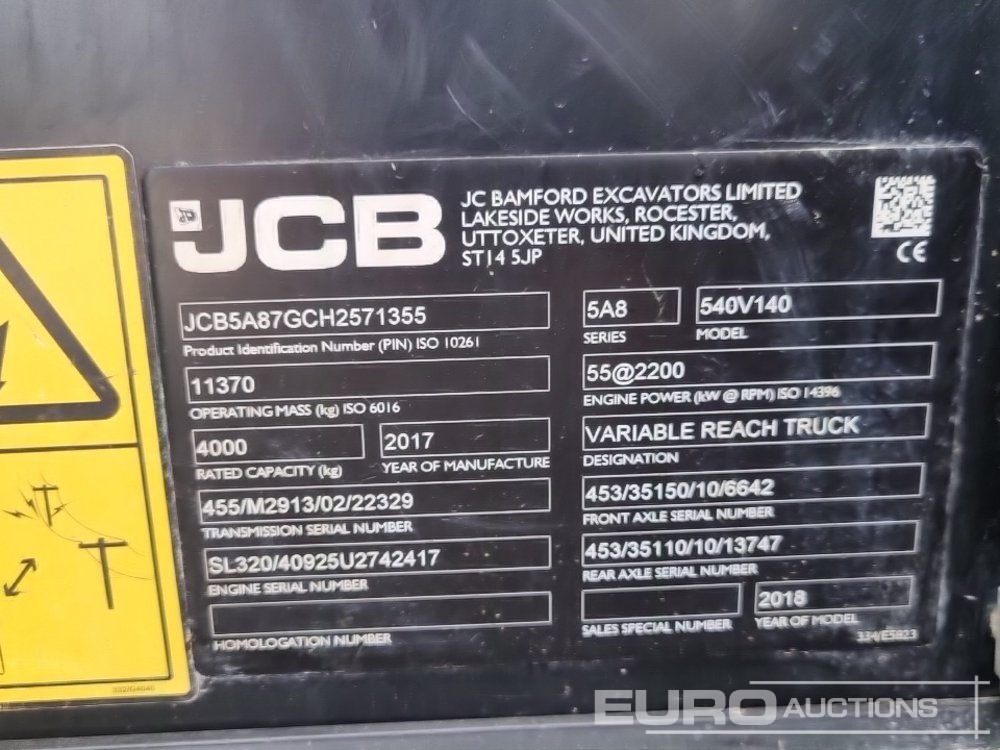 JCB
JC BAMFORD EXCAVATORS LIMITED
LAKESIDE WORKS, ROCESTER,
UTTOXETER, UNITED KINGDOM,
ST14 5JP
CE
JCB5A87GCH2571355
Product Identification Number (PIN) ISO 10261
11370
OPERATING MASS (kg) ISO 6016
4000
RATED CAPACITY (kg)
2017
YEAR OF MANUFACTURE
455/M2913/02/22329
TRANSMISSION SERIAL NUMBER
SL320/40925U2742417
ENGINE SERIAL NUMBER
HOMOLOGATION NUMBER
5A8
SERIES
540V140
MODEL
55@2200
ENGINE POWER (kW @ RPM) ISO 14396
VARIABLE REACH TRUCK
DESIGNATION
453/35150/10/6642
FRONT AXLE SERIAL NUMBER
453/35110/10/13747
REAR AXLE SERIAL NUMBER
SALES SPECIAL NUMBER
2018
YEAR OF MODEL
334/E5823
EURO AUCTIONS